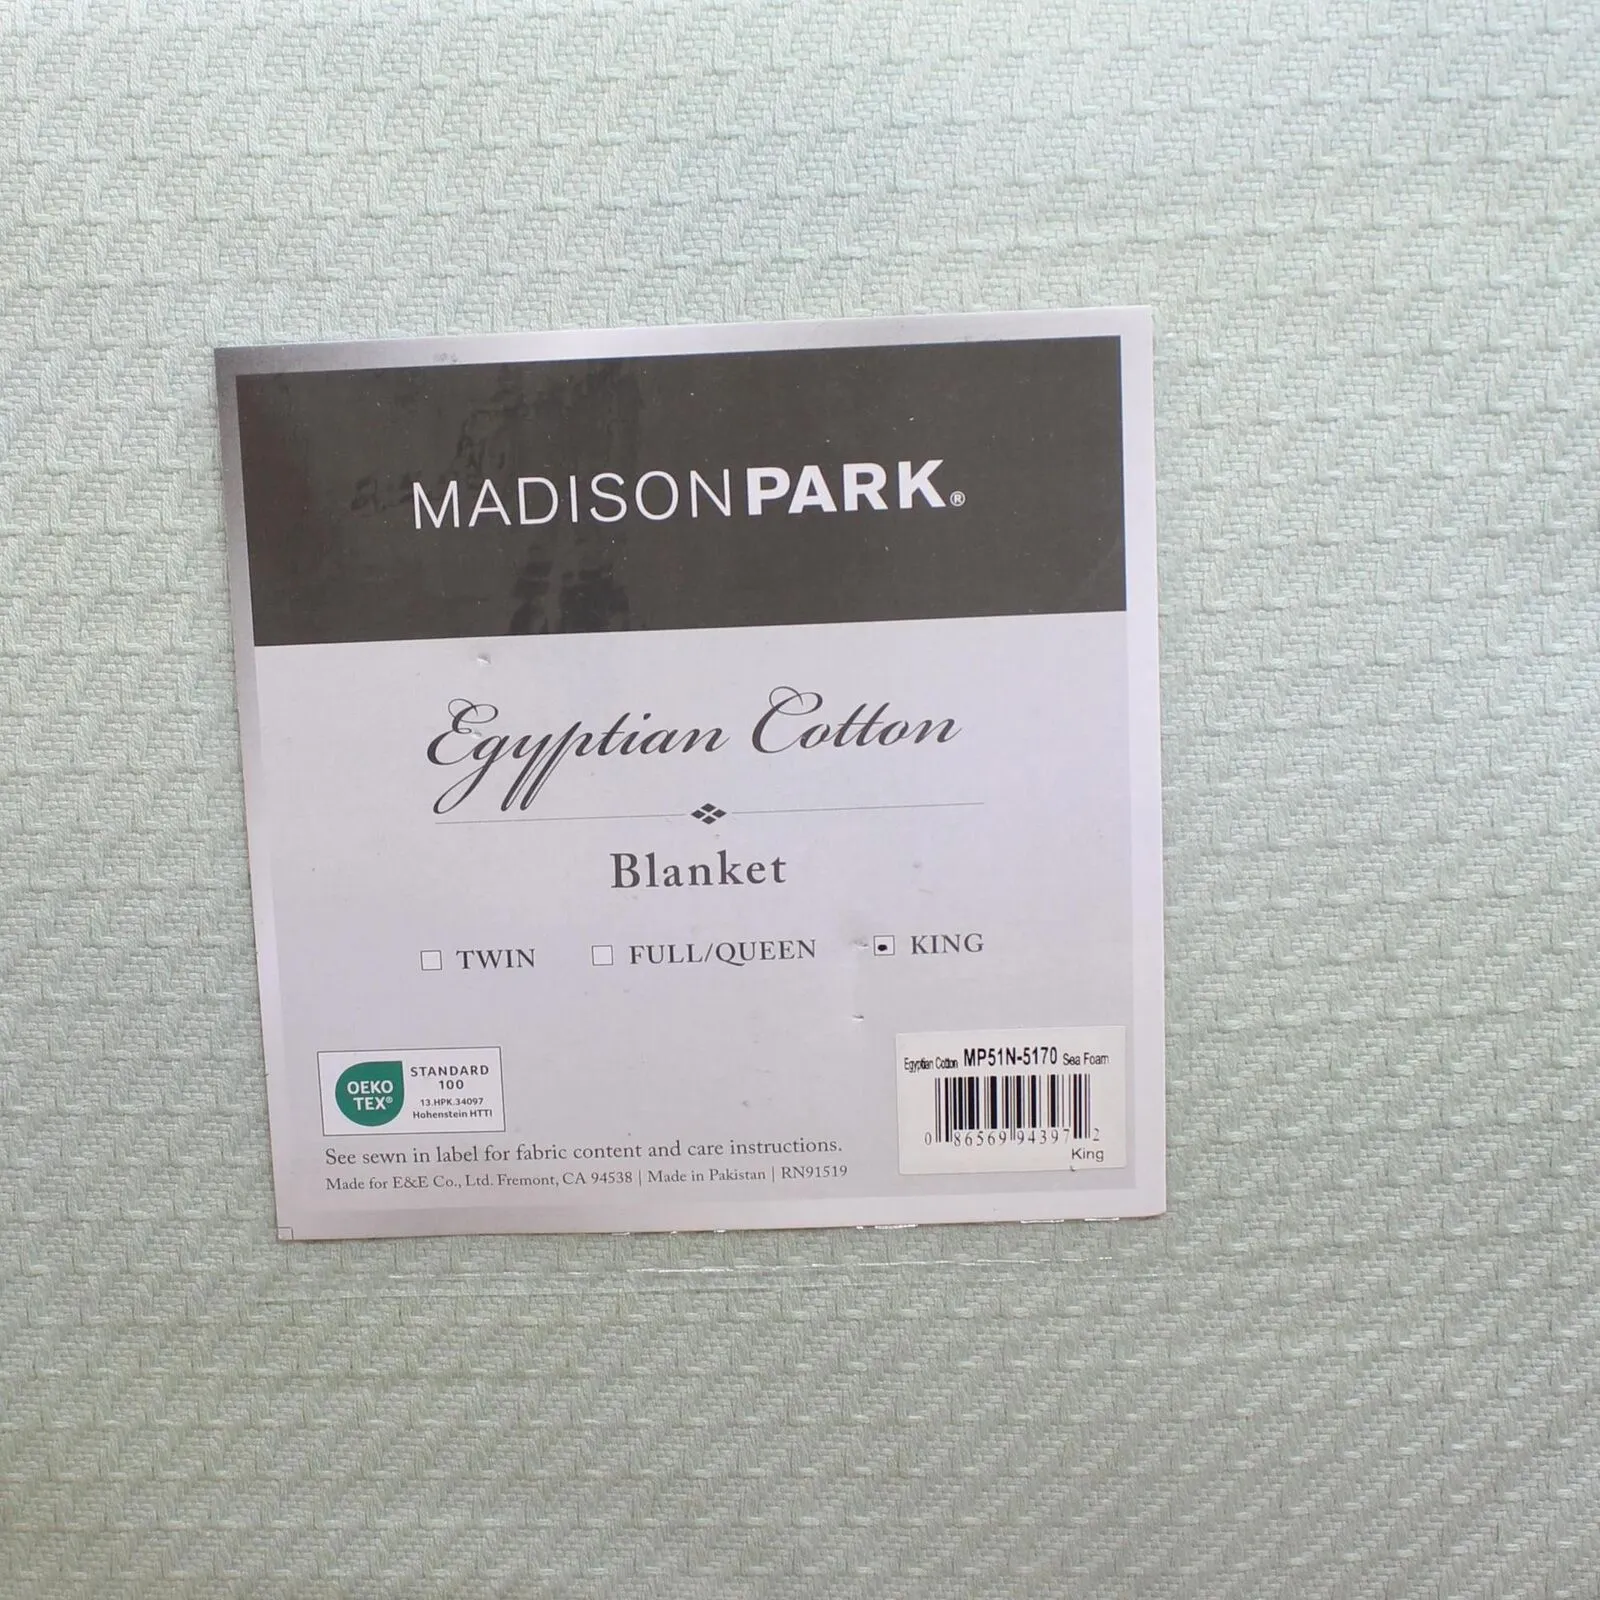 MADISONPARK®
Egyptian Cotton
Blanket
TWIN FULL/QUEEN KING
OEKO
TEX®
STANDARD
100
13.HPK.34097
Hohenstein HTTI
Egyptian Cotton MP51N-5170 Sea Foam
0 86569 94397 2
King
See sewn in label for fabric content and care instructions.
Made for E&E Co., Ltd. Fremont, CA 94538 | Made in Pakistan | RN91519